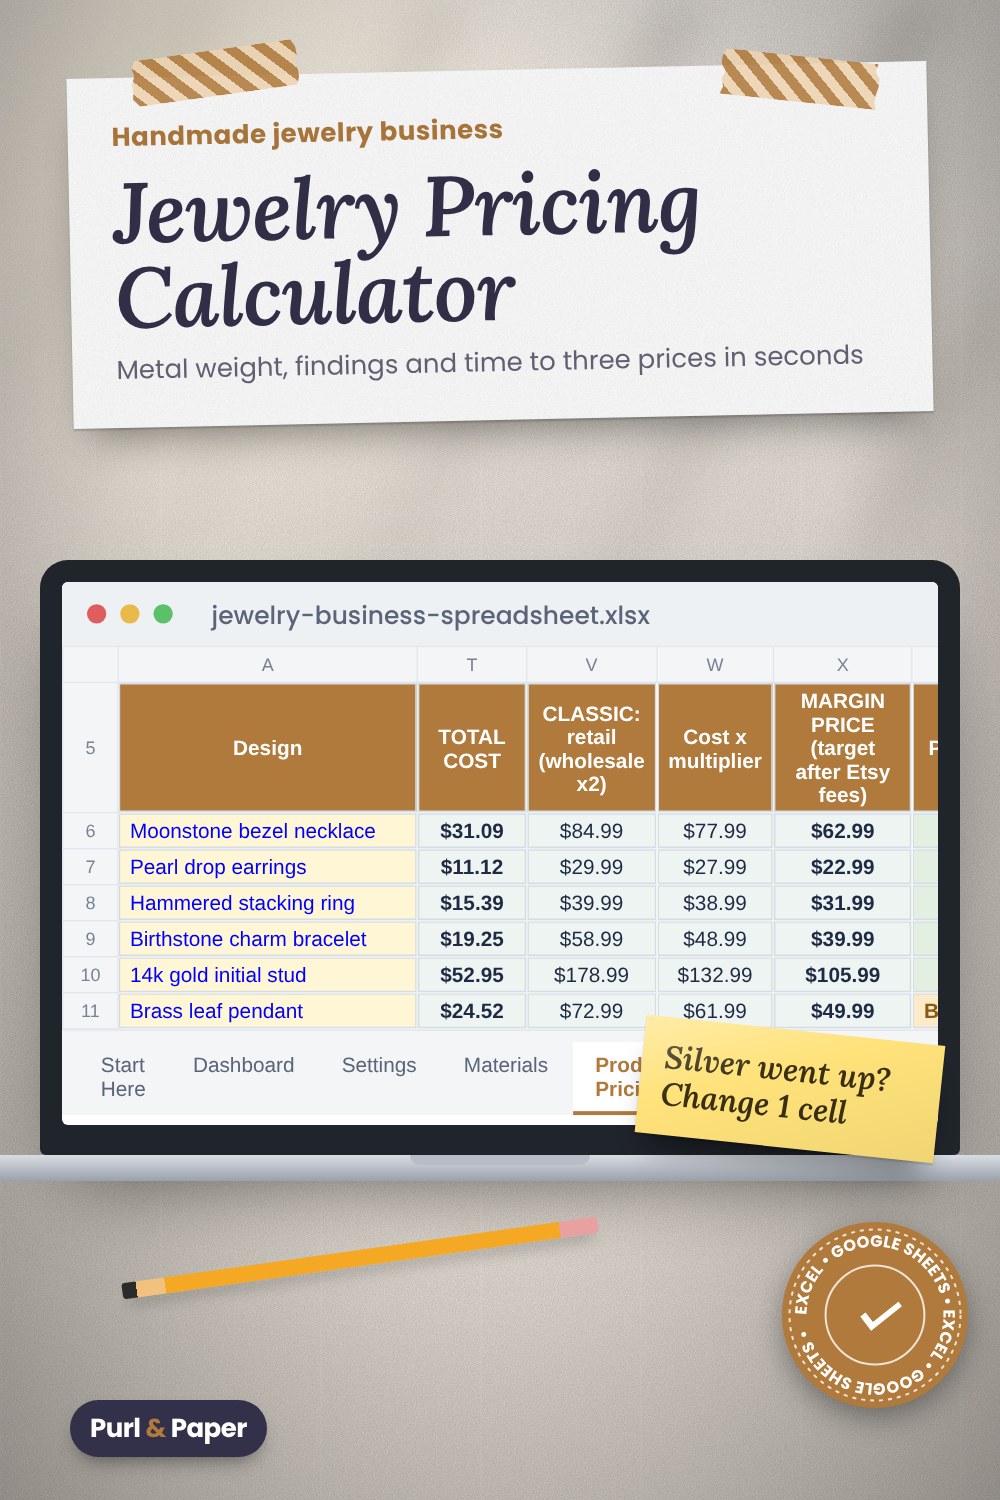 Handmade jewelry business
Jewelry Pricing
Calculator
Metal weight, findings and time to three prices in seconds
jewelry-business-spreadsheet.xlsx
A T V W X
5 Design TOTAL COST CLASSIC: retail (wholesale x2) Cost x multiplier MARGIN PRICE (target after Etsy fees)
6 Moonstone bezel necklace $31.09 $84.99 $77.99 $62.99
7 Pearl drop earrings $11.12 $29.99 $27.99 $22.99
8 Hammered stacking ring $15.39 $39.99 $38.99 $31.99
9 Birthstone charm bracelet $19.25 $58.99 $48.99 $39.99
10 14k gold initial stud $52.95 $178.99 $132.99 $105.99
11 Brass leaf pendant $24.52 $72.99 $61.99 $49.99
Start Here Dashboard Settings Materials
Silver went up?
Change 1 cell
EXCEL • GOOGLE SHEETS • EXCEL • GOOGLE SHEETS •
Purl & Paper